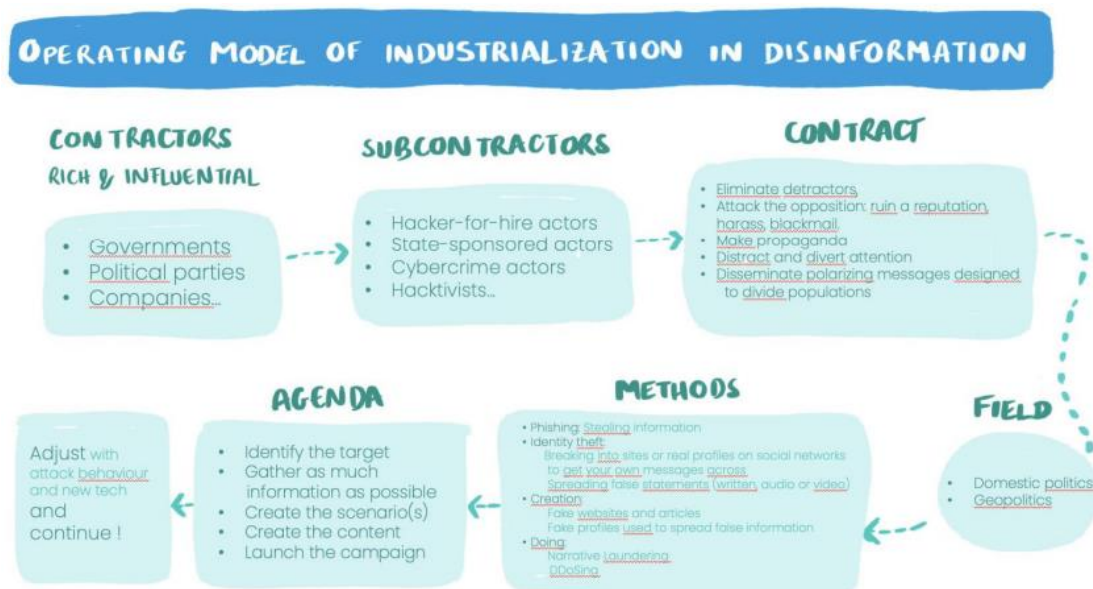 OPERATING MODEL OF INDUSTRIALIZATION IN DISINFORMATION
CONTRACTORS
RICH & INFLUENTIAL
• Governments
• Political parties
• Companies...
SUBCONTRACTORS
• Hacker-for-hire actors
• State-sponsored actors
• Cybercrime actors
• Hacktivists...
CONTRACT
• Eliminate detractors,
• Attack the opposition: ruin a reputation,
harass, blackmail.
• Make propaganda
• Distract and divert attention
• Disseminate polarizing messages designed
to divide populations
FIELD
• Domestic politics
• Geopolitics
METHODS
• Phishing: Stealing information
• Identity theft:
Breaking into sites or real profiles on social networks
to get your own messages across
Spreading false statements (written, audio or video)
• Creation:
Fake websites and articles
Fake profiles used to spread false information
• Doing:
Narrative Laundering
DDoSing
AGENDA
• Identify the target
• Gather as much
information as possible
• Create the scenario(s)
• Create the content
• Launch the campaign
Adjust with
attack behaviour
and new tech
and
continue !